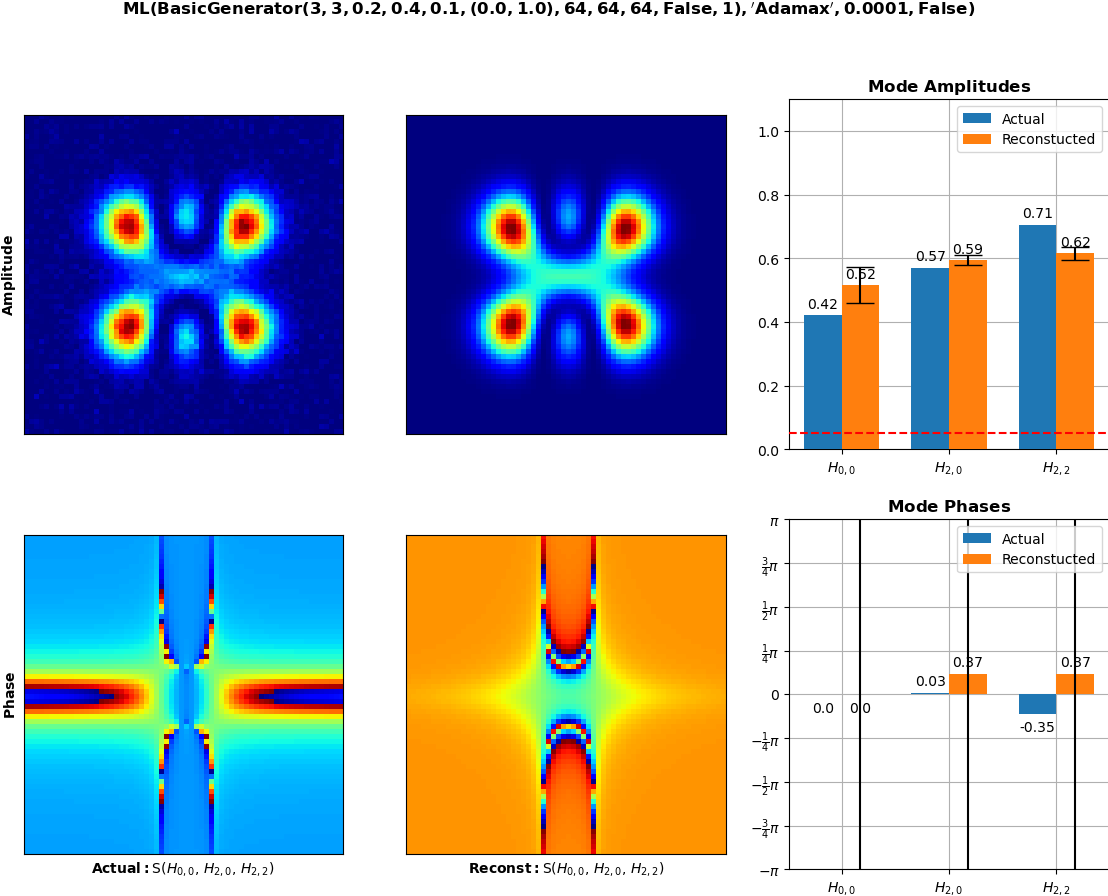 ML(BasicGenerator(3, 3, 0.2, 0.4, 0.1, (0.0, 1.0), 64, 64, 64, False, 1), ′Adamax′, 0.0001, False)
Amplitude
Mode Amplitudes
Actual
Reconstucted
1.0
0.8
0.6
0.4
0.2
0.0
0.42
0.52
0.57
0.59
0.71
0.62
H₀,₀
H₂,₀
H₂,₂
Phase
Actual: S(H₀,₀, H₂,₀, H₂,₂)
Reconst: S(H₀,₀, H₂,₀, H₂,₂)
Mode Phases
Actual
Reconstucted
π
3/4π
1/2π
1/4π
0
−1/4π
−1/2π
−3/4π
−π
0.0
0.0
0.03
0.37
-0.35
0.37
H₀,₀
H₂,₀
H₂,₂